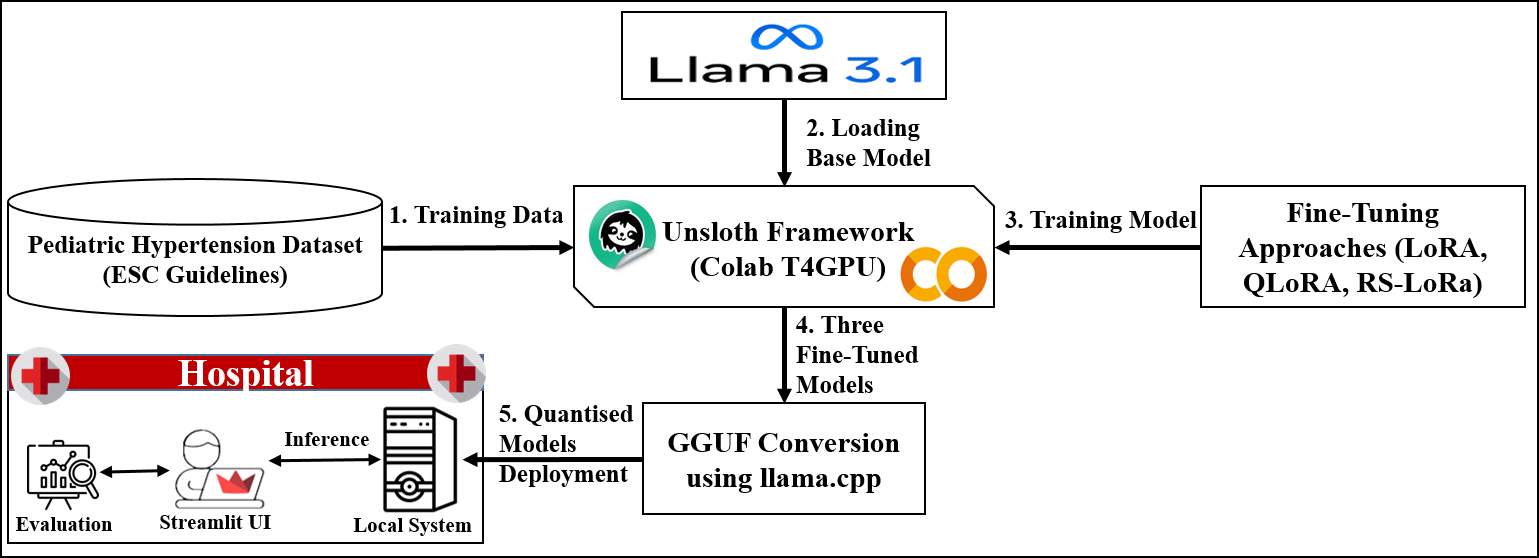 Llama 3.1
2. Loading
Base Model
Pediatric Hypertension Dataset
(ESC Guidelines)
1. Training Data
Unsloth Framework
(Colab T4GPU)
3. Training Model
Fine-Tuning
Approaches (LoRA,
QLoRA, RS-LoRa)
4. Three
Fine-Tuned
Models
GGUF Conversion
using llama.cpp
5. Quantised
Models
Deployment
Hospital
Inference
Evaluation
Streamlit UI
Local System